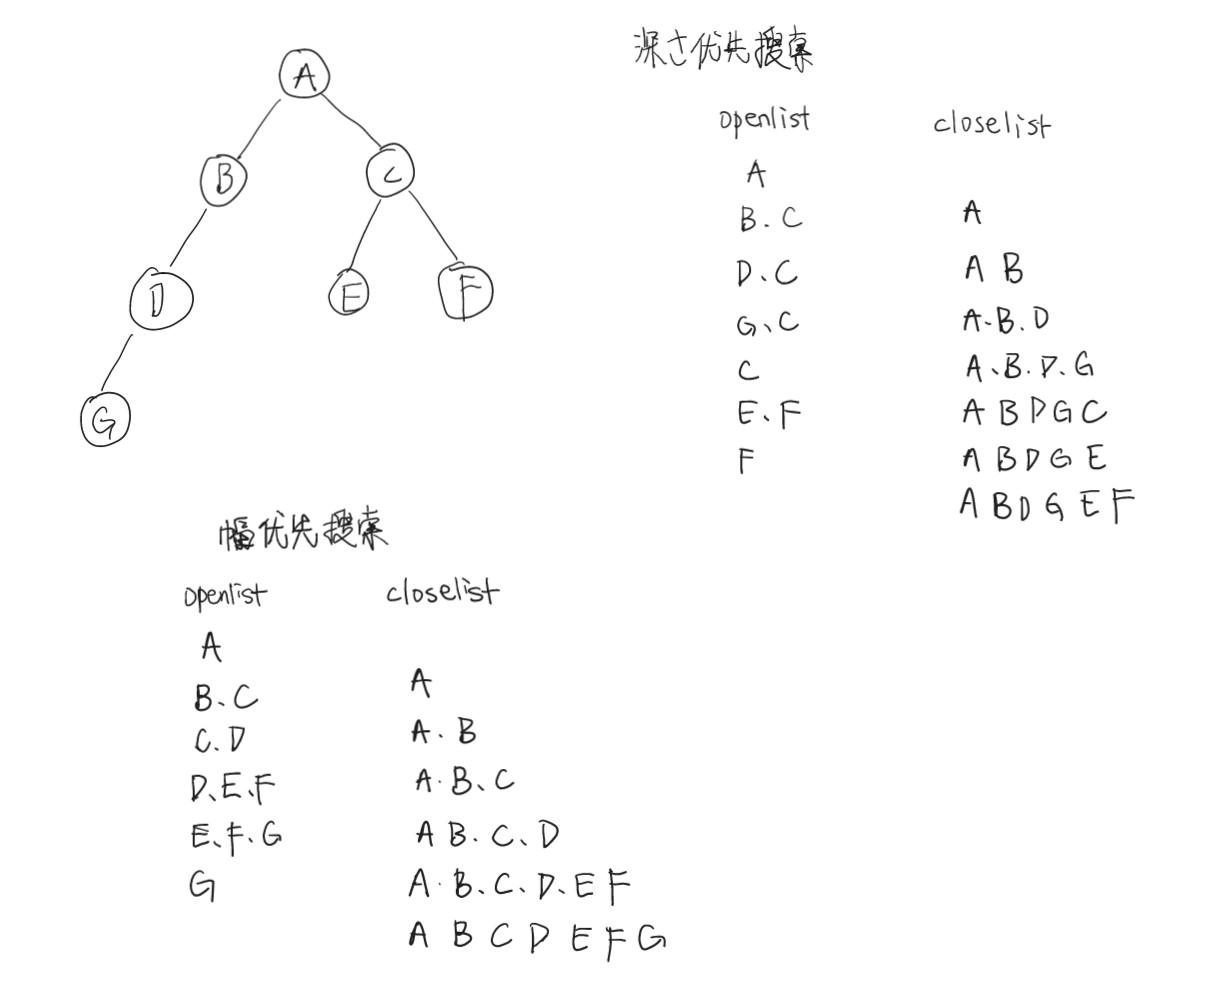 A
B
C
D
E
F
G
深さ优先搜索
openlist closelist
A
B.C A
D、C A B
G、C A.B.D
C A、B.D.G
E、F A B D G C
F A B D G E
A B D G E F
幅优先搜索
openlist closelist
A
B、C A
C.D A.B
D、E、F A.B、C
E、F.G A B.C、D
G A.B、C.D.E F
A B C D E F G